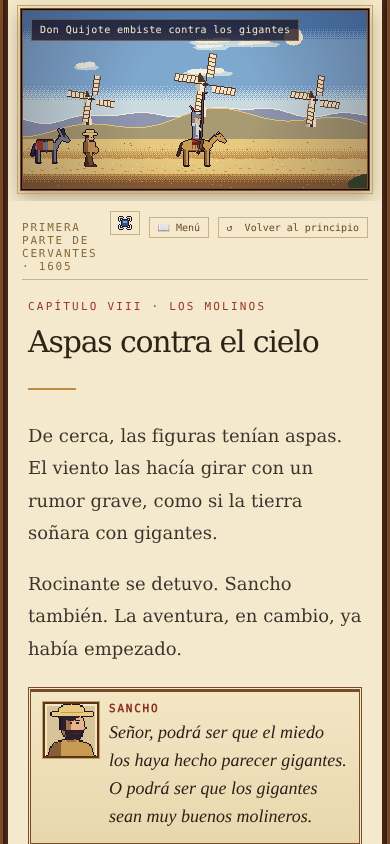 Don Quijote embiste contra los gigantes
PRIMERA
PARTE DE
CERVANTES
· 1605
📖 Menú
↺ Volver al principio
CAPÍTULO VIII · LOS MOLINOS
Aspas contra el cielo
De cerca, las figuras tenían aspas.
El viento las hacía girar con un
rumor grave, como si la tierra
soñara con gigantes.
Rocinante se detuvo. Sancho
también. La aventura, en cambio, ya
había empezado.
SANCHO
Señor, podrá ser que el miedo
los haya hecho parecer gigantes.
O podrá ser que los gigantes
sean muy buenos molineros.